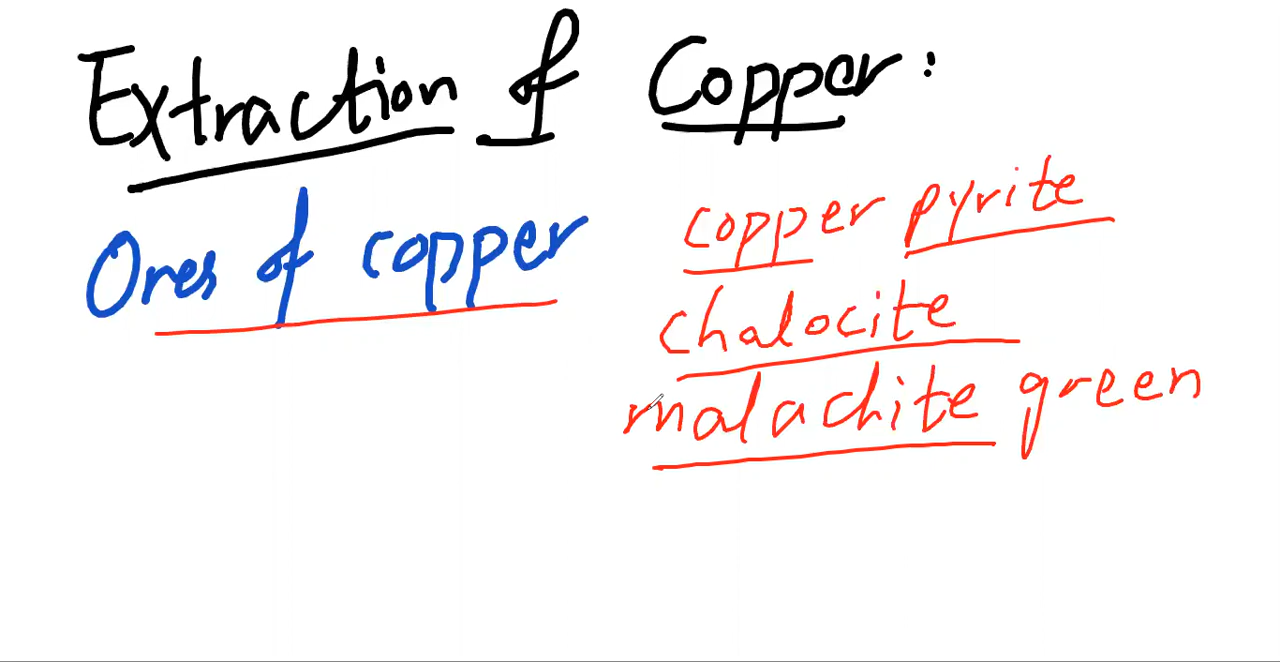 Extraction of Copper:
Ores of copper
copper pyrite
chalocite
malachite green